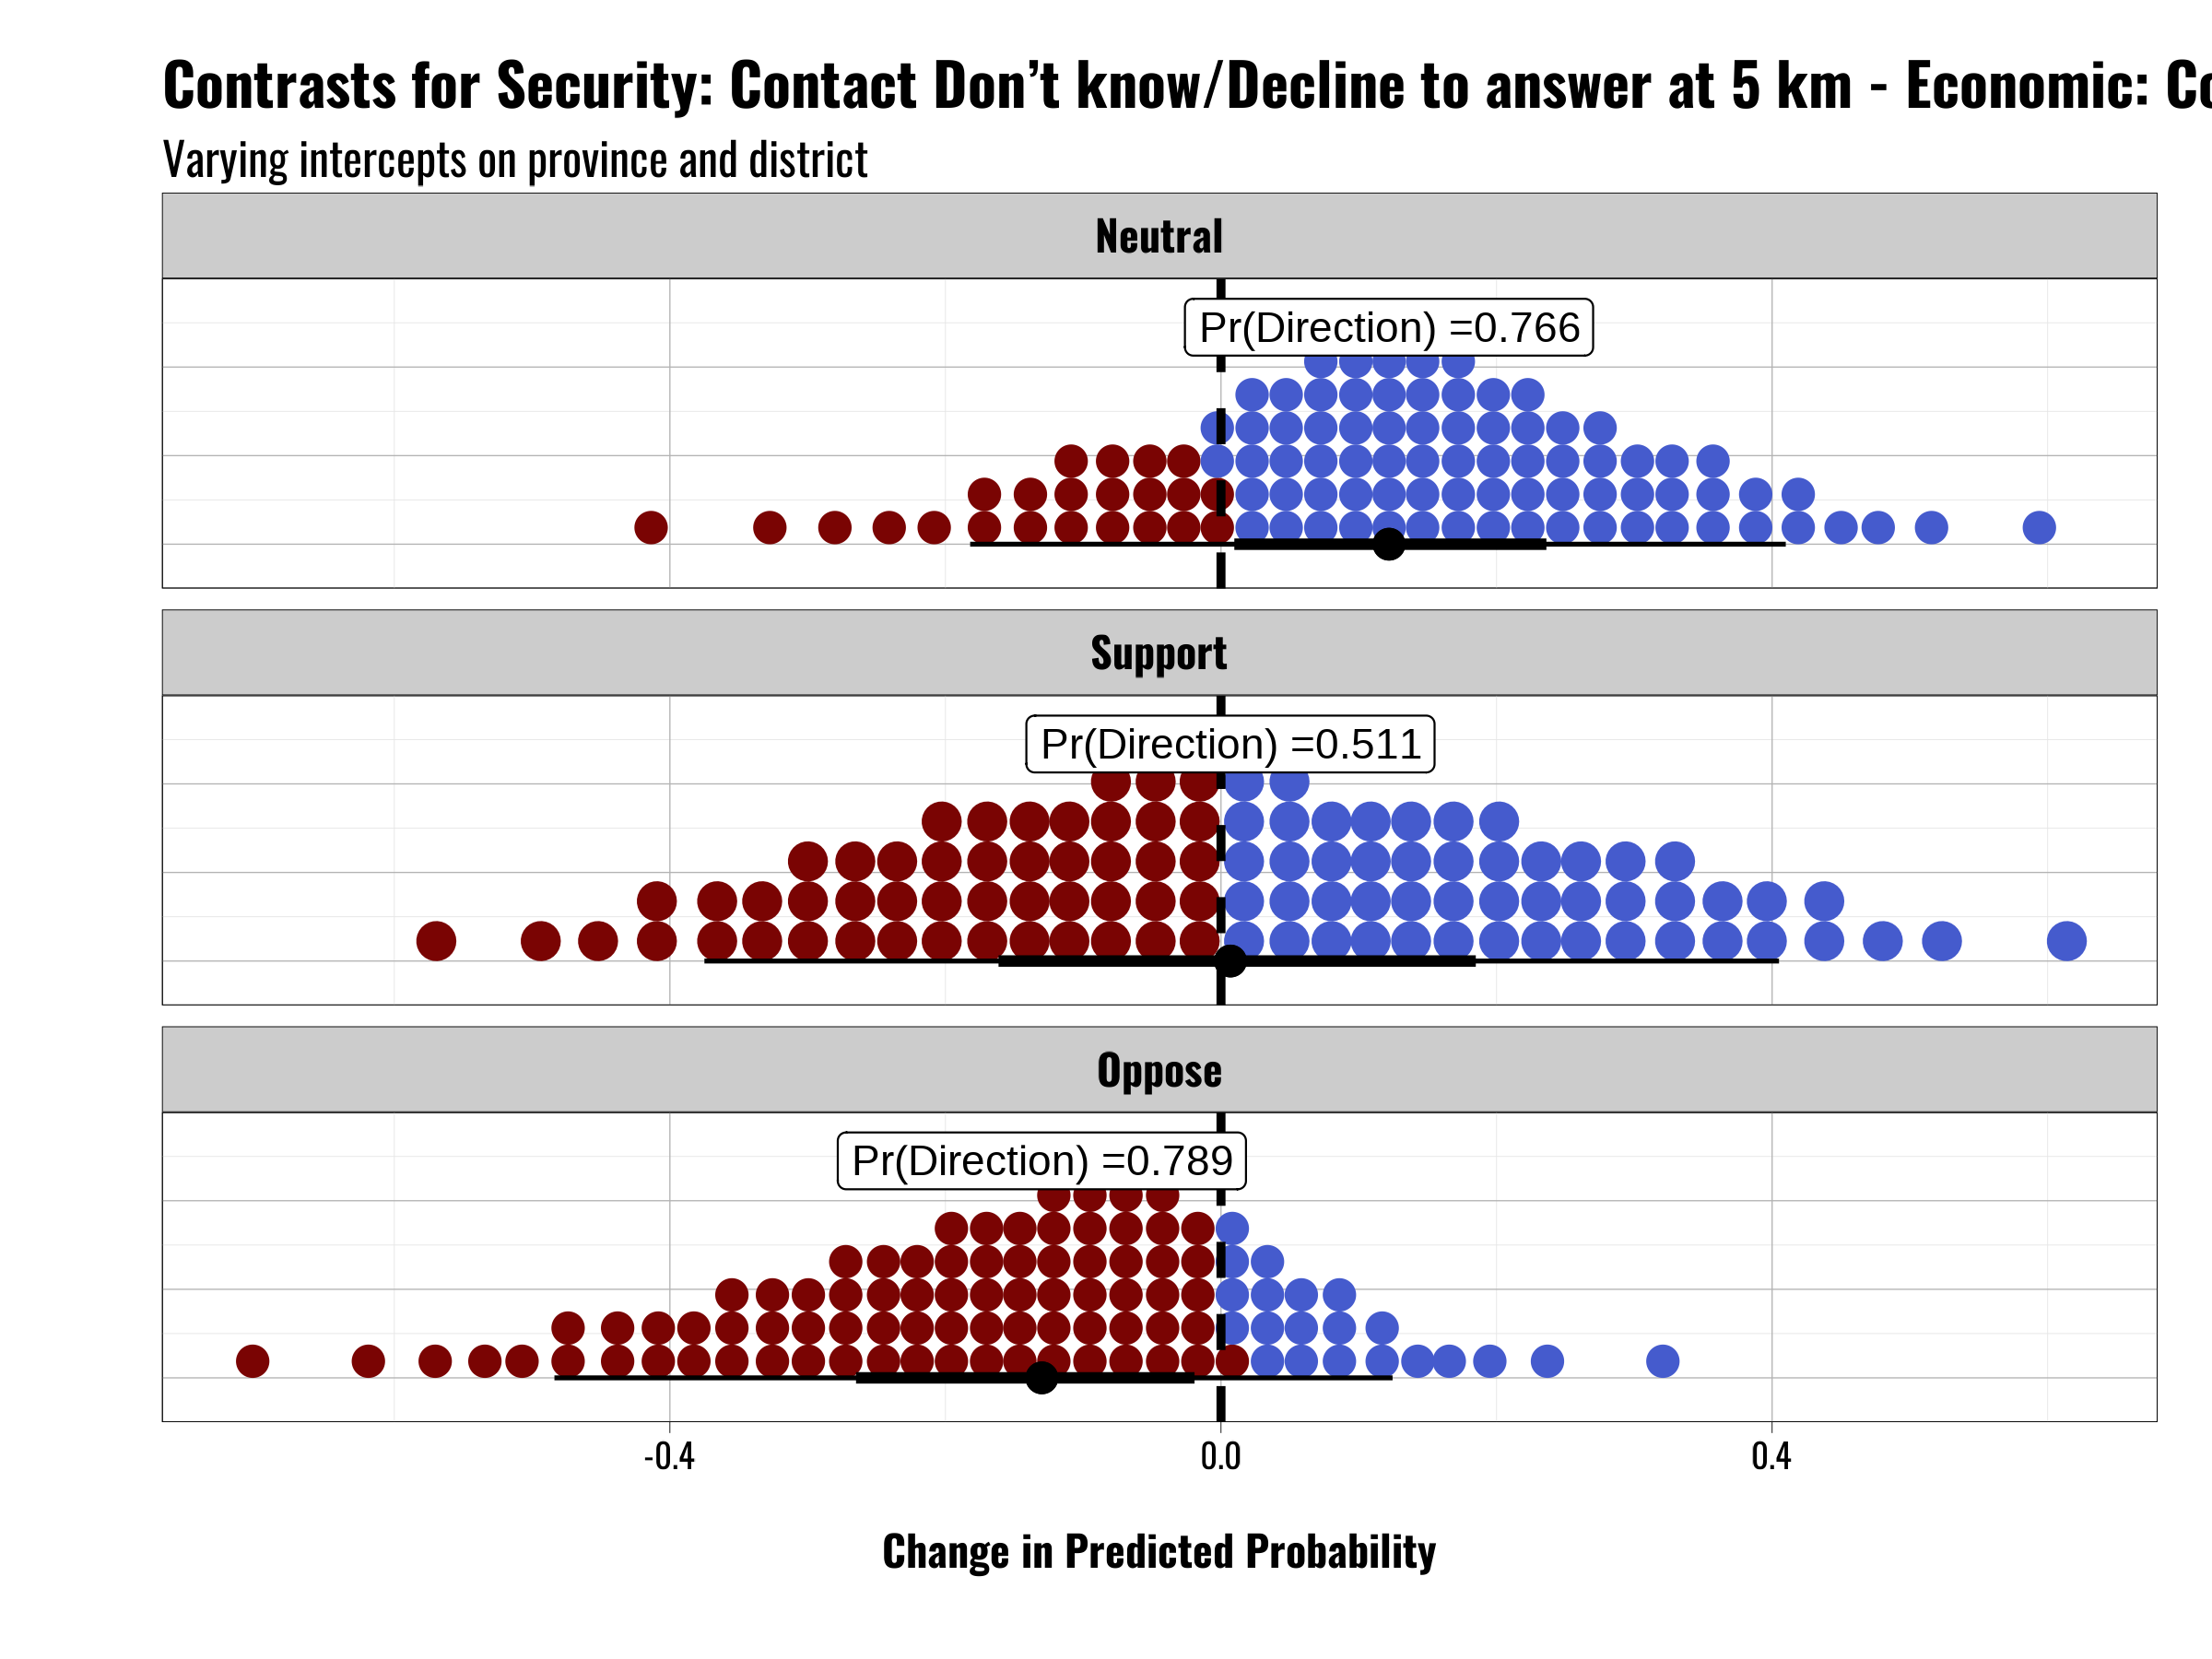 Contrasts for Security: Contact Don’t know/Decline to answer at 5 km - Economic:
Varying intercepts on province and district
Neutral
Pr(Direction) =0.766
Support
Pr(Direction) =0.511
Oppose
Pr(Direction) =0.789
-0.4 0.0 0.4
Change in Predicted Probability